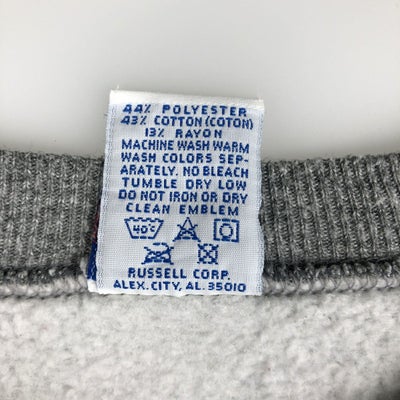 44% POLYESTER
43% COTTON (COTON)
13% RAYON
MACHINE WASH WARM
WASH COLORS SEP-
ARATELY. NO BLEACH
TUMBLE DRY LOW
DO NOT IRON OR DRY
CLEAN EMBLEM
40°C
RUSSELL CORP.
ALEX. CITY, AL. 35010